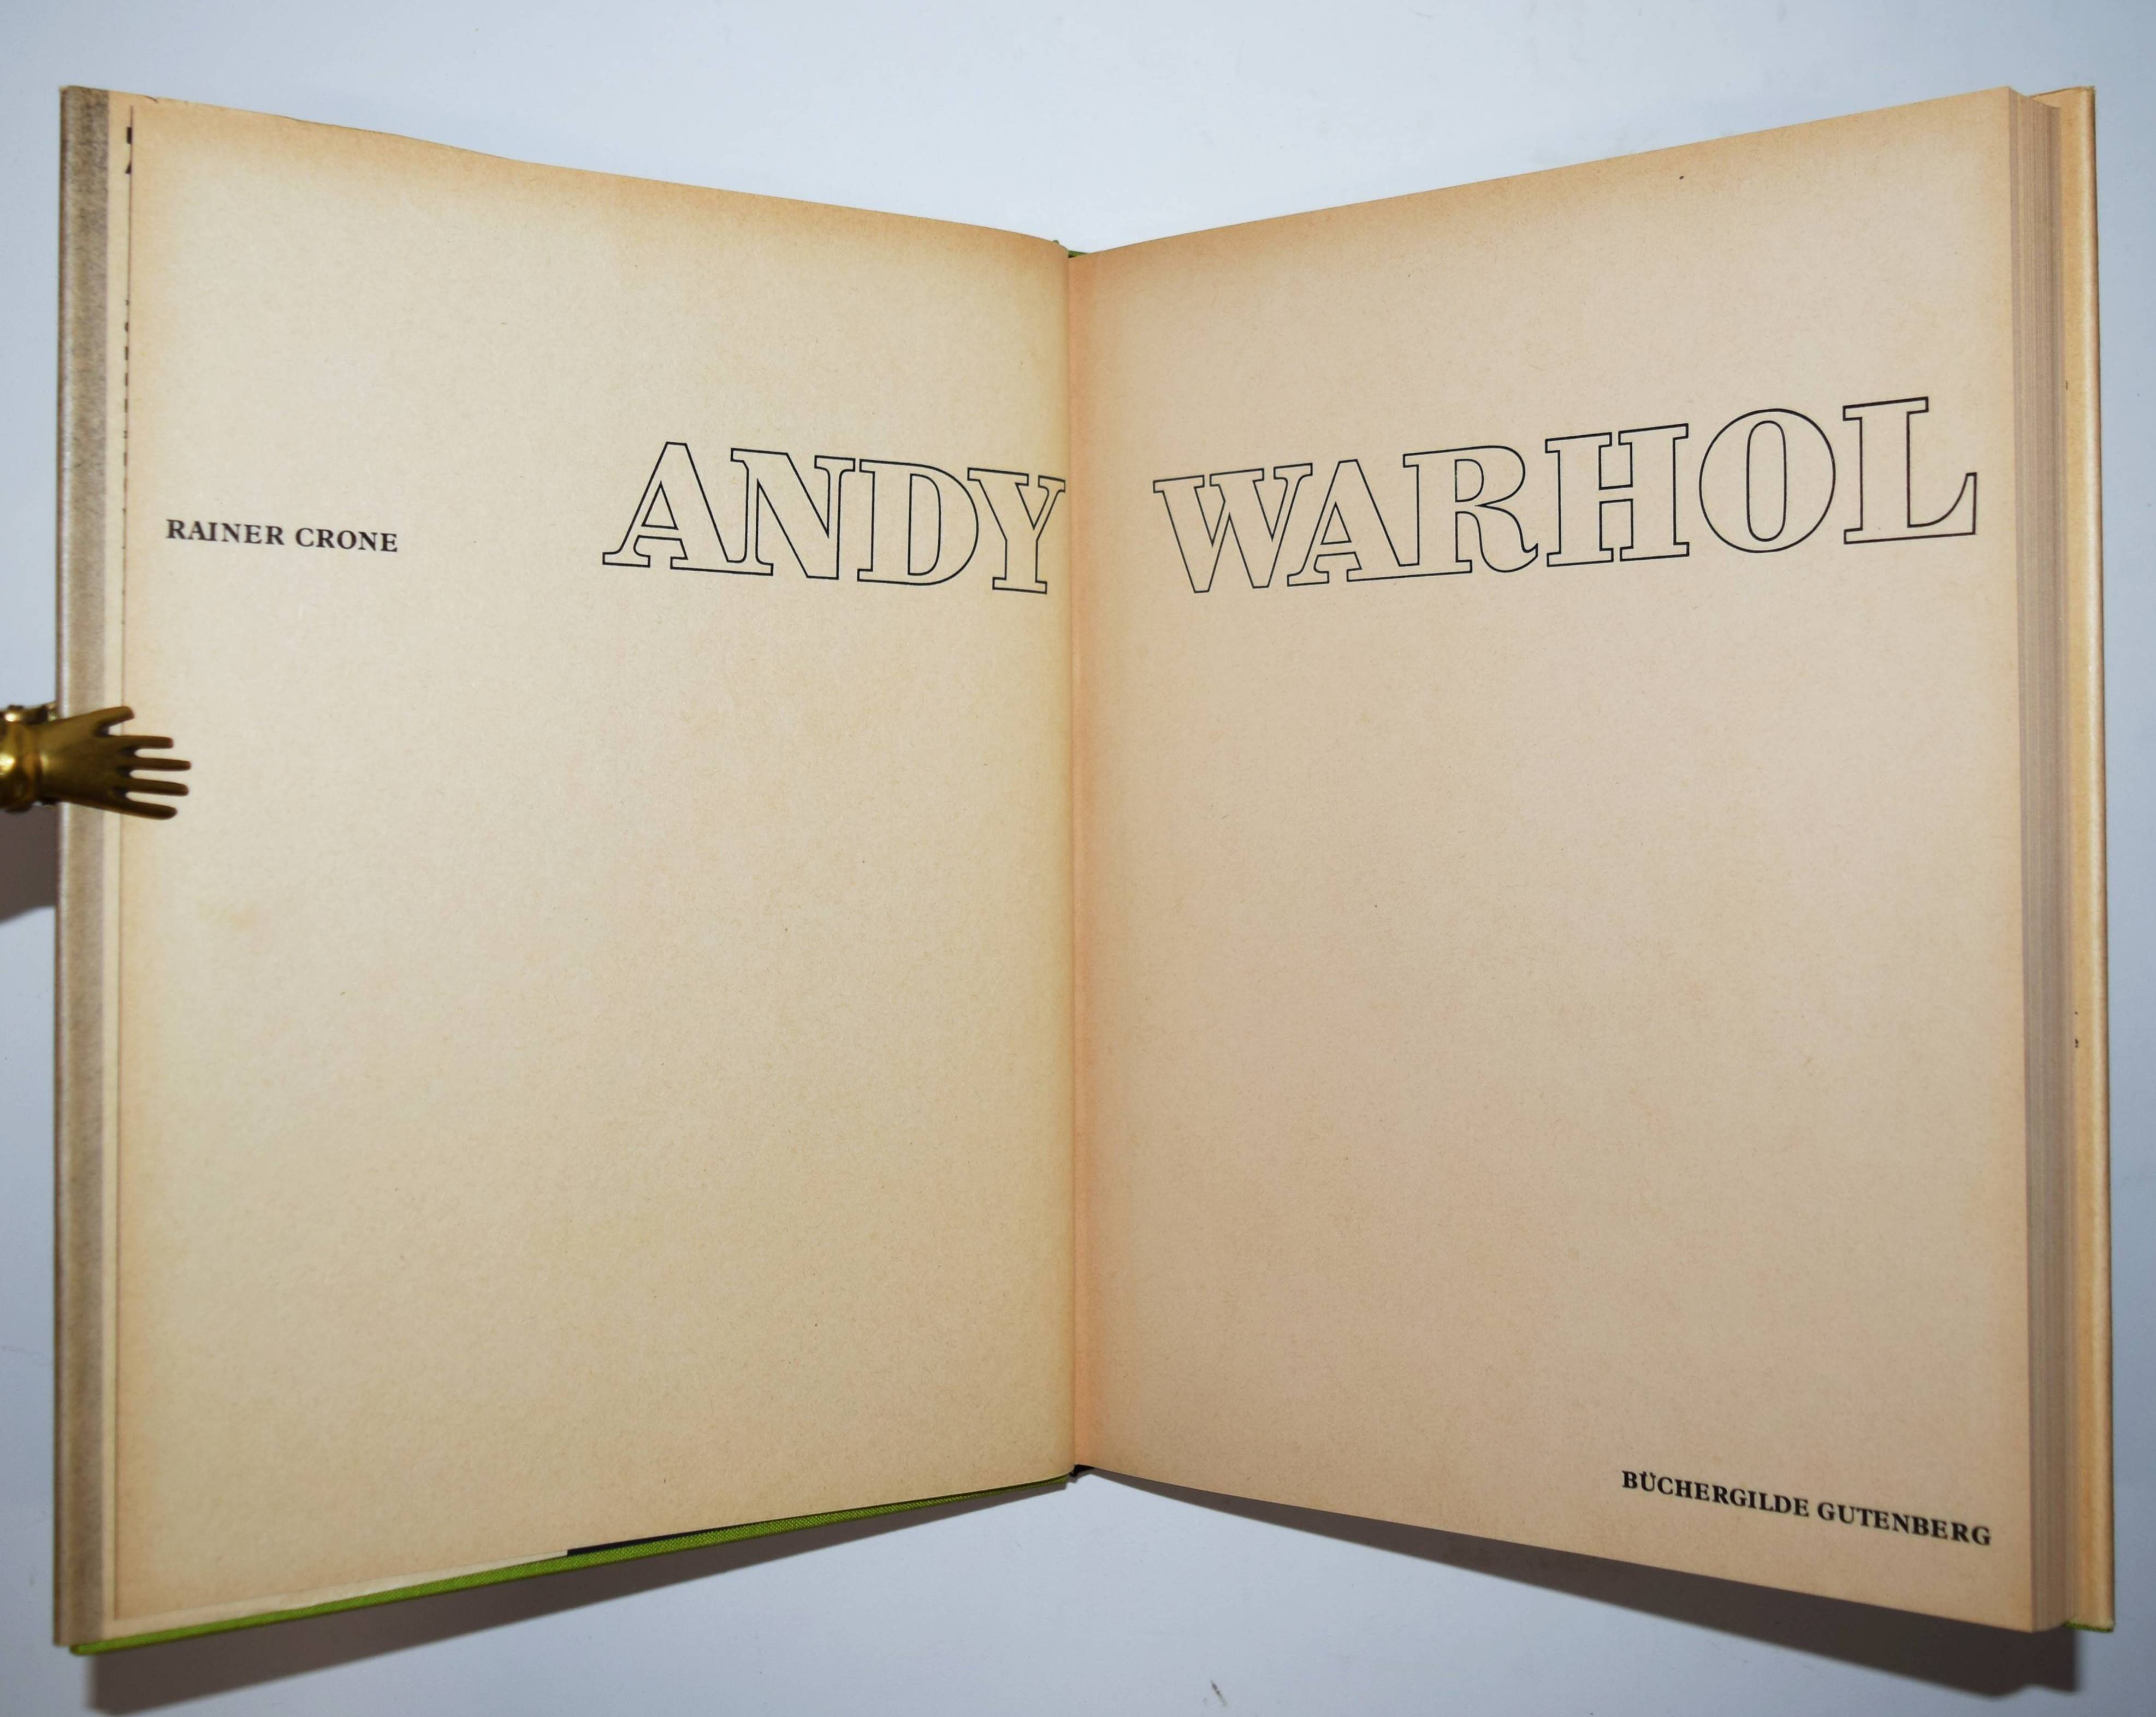 RAINER CRONE
ANDY WARHOL
BÜCHERGILDE GUTENBERG